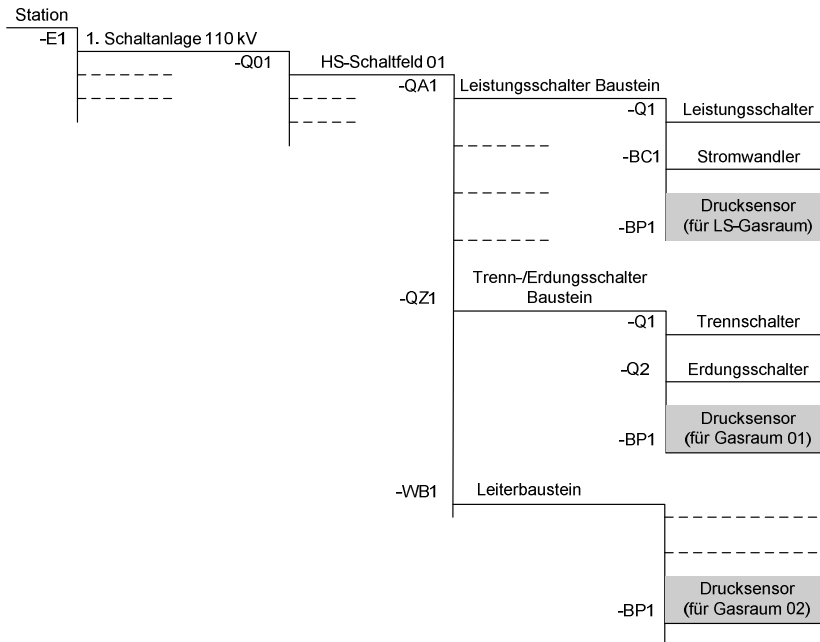 Station
-E1
1. Schaltanlage 110 kV
-Q01
HS-Schaltfeld 01
-QA1
Leistungsschalter Baustein
-Q1
Leistungsschalter
-BC1
Stromwandler
Drucksensor
(für LS-Gasraum)
-BP1
-QZ1
Trenn-/Erdungsschalter
Baustein
-Q1
Trennschalter
-Q2
Erdungsschalter
Drucksensor
(für Gasraum 01)
-BP1
-WB1
Leiterbaustein
Drucksensor
(für Gasraum 02)
-BP1